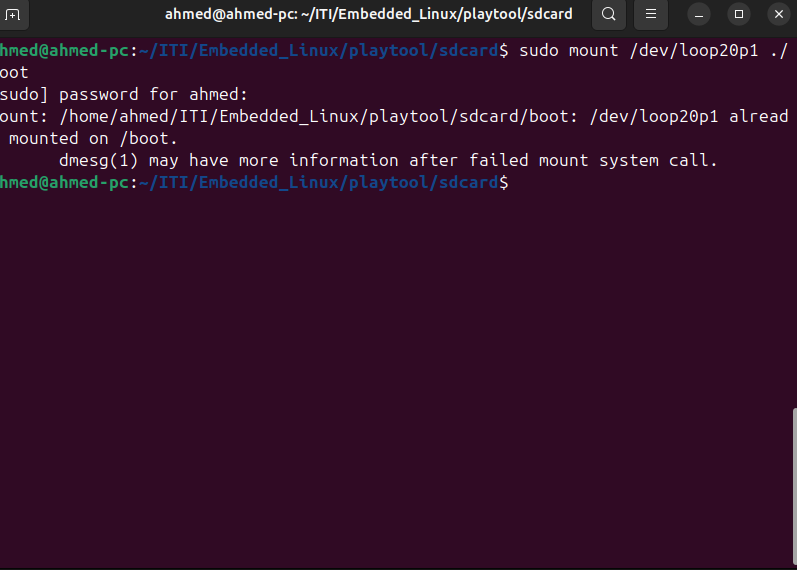 ahmed@ahmed-pc: ~/ITI/Embedded_Linux/playtool/sdcard
hmed@ahmed-pc:~/ITI/Embedded_Linux/playtool/sdcard$ sudo mount /dev/loop20p1 ./
oot
sudo] password for ahmed:
ount: /home/ahmed/ITI/Embedded_Linux/playtool/sdcard/boot: /dev/loop20p1 alread
mounted on /boot.
dmesg(1) may have more information after failed mount system call.
hmed@ahmed-pc:~/ITI/Embedded_Linux/playtool/sdcard$